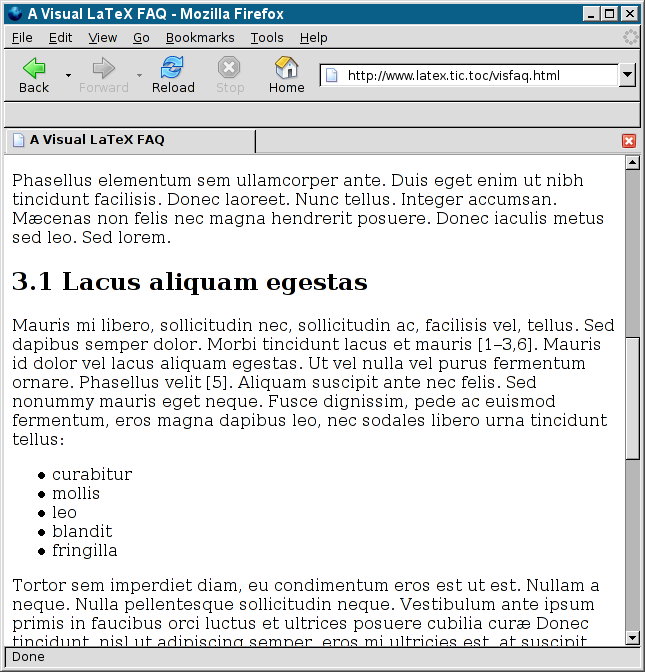 A Visual LaTeX FAQ - Mozilla Firefox
File Edit View Go Bookmarks Tools Help
Back Forward Reload Stop Home http://www.latex.tic.toc/visfaq.html
A Visual LaTeX FAQ
Phasellus elementum sem ullamcorper ante. Duis eget enim ut nibh
tincidunt facilisis. Donec laoreet. Nunc tellus. Integer accumsan.
Mæcenas non felis nec magna hendrerit posuere. Donec iaculis metus
sed leo. Sed lorem.
3.1 Lacus aliquam egestas
Mauris mi libero, sollicitudin nec, sollicitudin ac, facilisis vel, tellus. Sed
dapibus semper dolor. Morbi tincidunt lacus et mauris [1–3,6]. Mauris
id dolor vel lacus aliquam egestas. Ut vel nulla vel purus fermentum
ornare. Phasellus velit [5]. Aliquam suscipit ante nec felis. Sed
nonummy mauris eget neque. Fusce dignissim, pede ac euismod
fermentum, eros magna dapibus leo, nec sodales libero urna tincidunt
tellus:
● curabitur
● mollis
● leo
● blandit
● fringilla
Tortor sem imperdiet diam, eu condimentum eros est ut est. Nullam a
neque. Nulla pellentesque sollicitudin neque. Vestibulum ante ipsum
primis in faucibus orci luctus et ultrices posuere cubilia curæ Donec
tincidunt, nisl ut adipiscing semper, eros mi ultricies est, at suscipit
Done